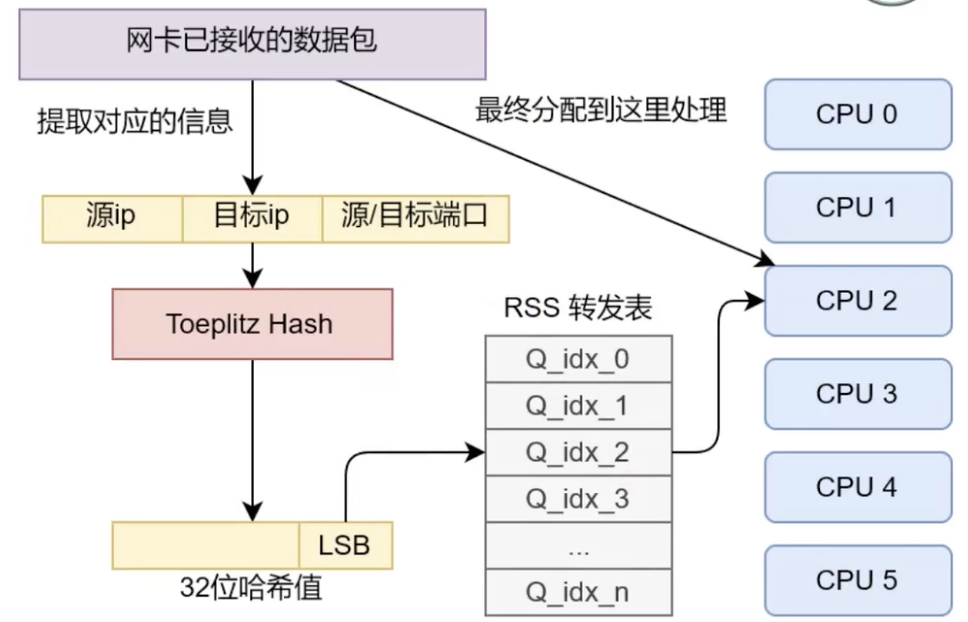 网卡已接收的数据包
提取对应的信息
最终分配到这里处理
源ip
目标ip
源/目标端口
Toeplitz Hash
LSB
32位哈希值
RSS 转发表
Q_idx_0
Q_idx_1
Q_idx_2
Q_idx_3
...
Q_idx_n
CPU 0
CPU 1
CPU 2
CPU 3
CPU 4
CPU 5